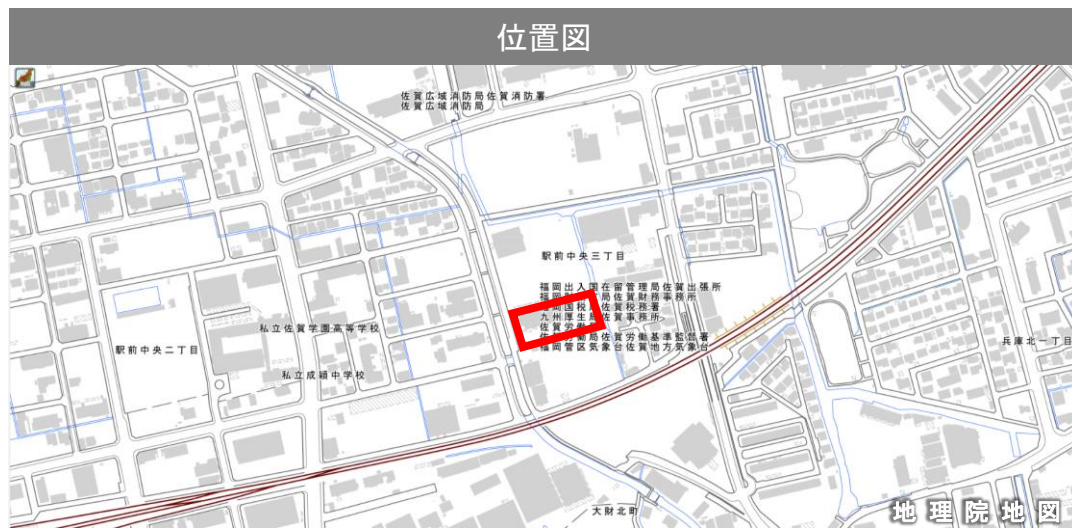 位置図
佐賀広域消防局佐賀消防署
佐賀広域消防局
駅前中央三丁目
福岡出入国在留管理局佐賀出張所
福岡財 局佐賀財務事務所
岡国税局佐賀税務署
九州厚生局佐賀事務所
佐賀労働
佐 労働局佐賀労働基準監督署
福岡管区気象台佐賀地方気象台
私立佐賀学園高等学校
駅前中央二丁目
私立成穎中学校
兵庫北一丁目
大財北町
地理院地図